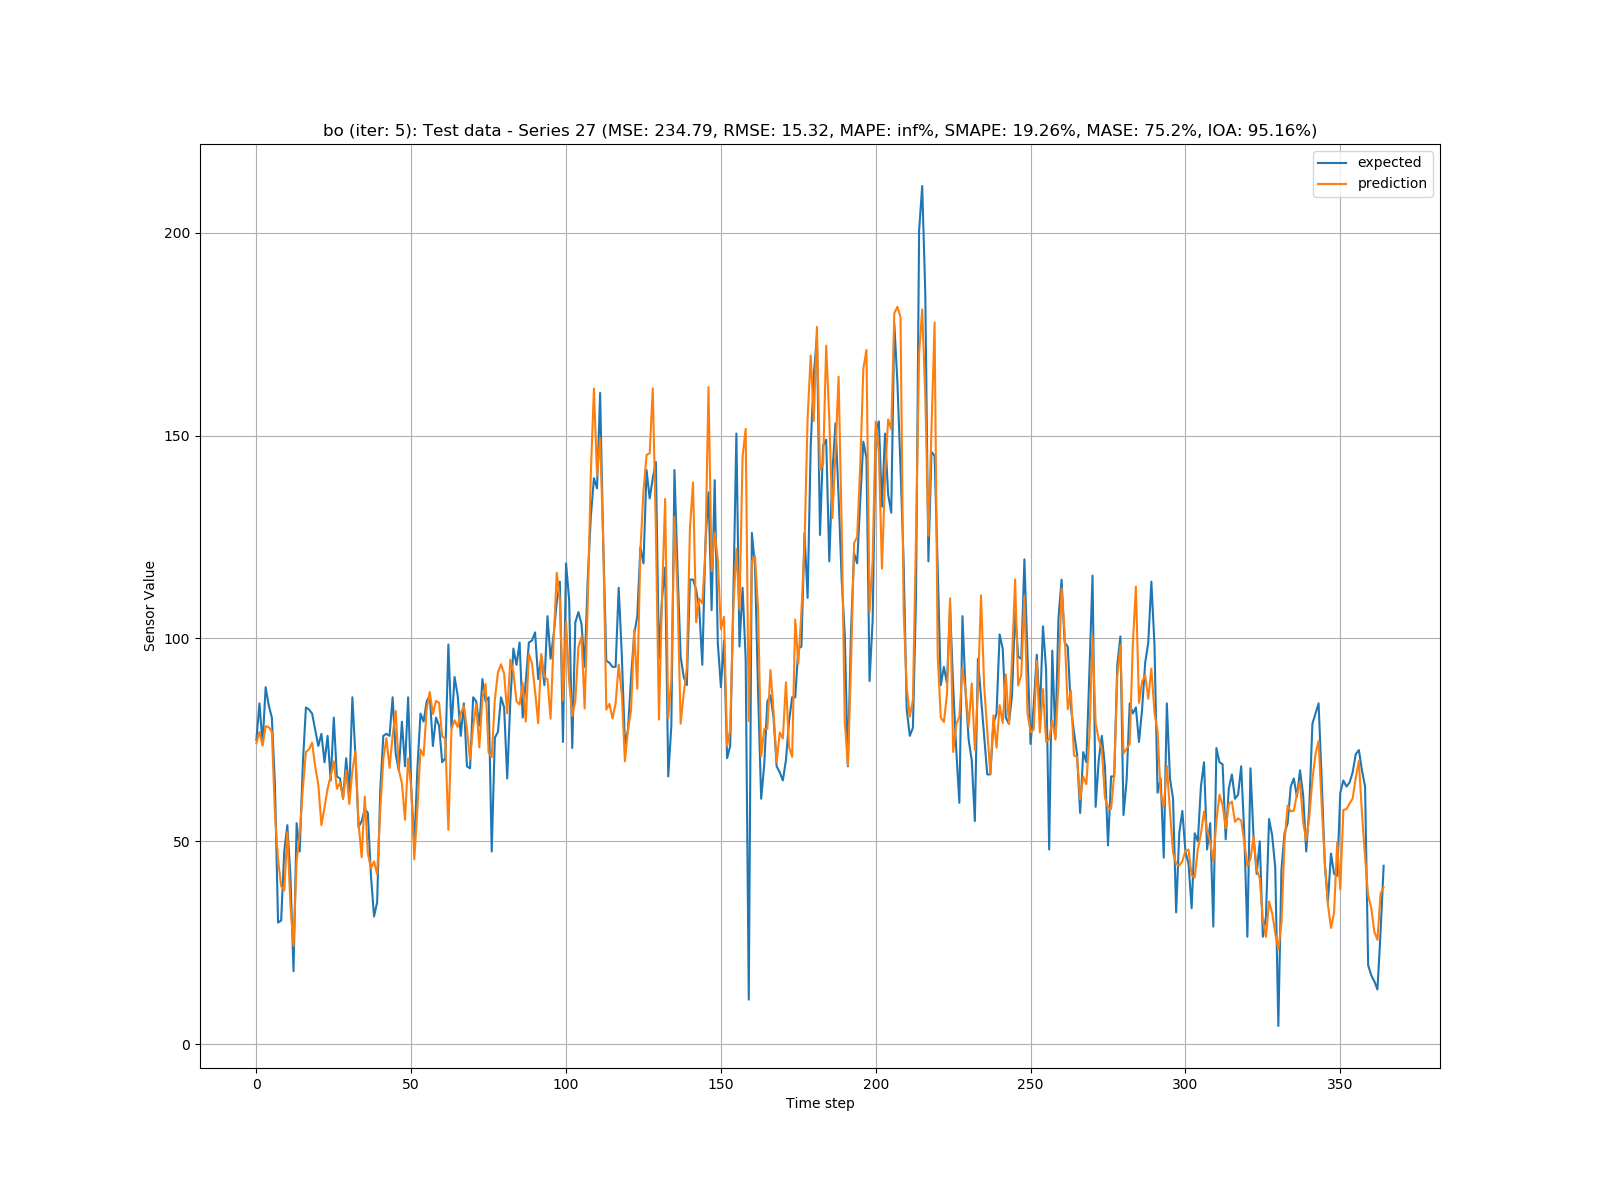 bo (iter: 5): Test data - Series 27 (MSE: 234.79, RMSE: 15.32, MAPE: inf%, SMAPE: 19.26%, MASE: 75.2%, IOA: 95.16%)
expected
prediction
200
150
100
50
0
Sensor Value
0 50 100 150 200 250 300 350
Time step